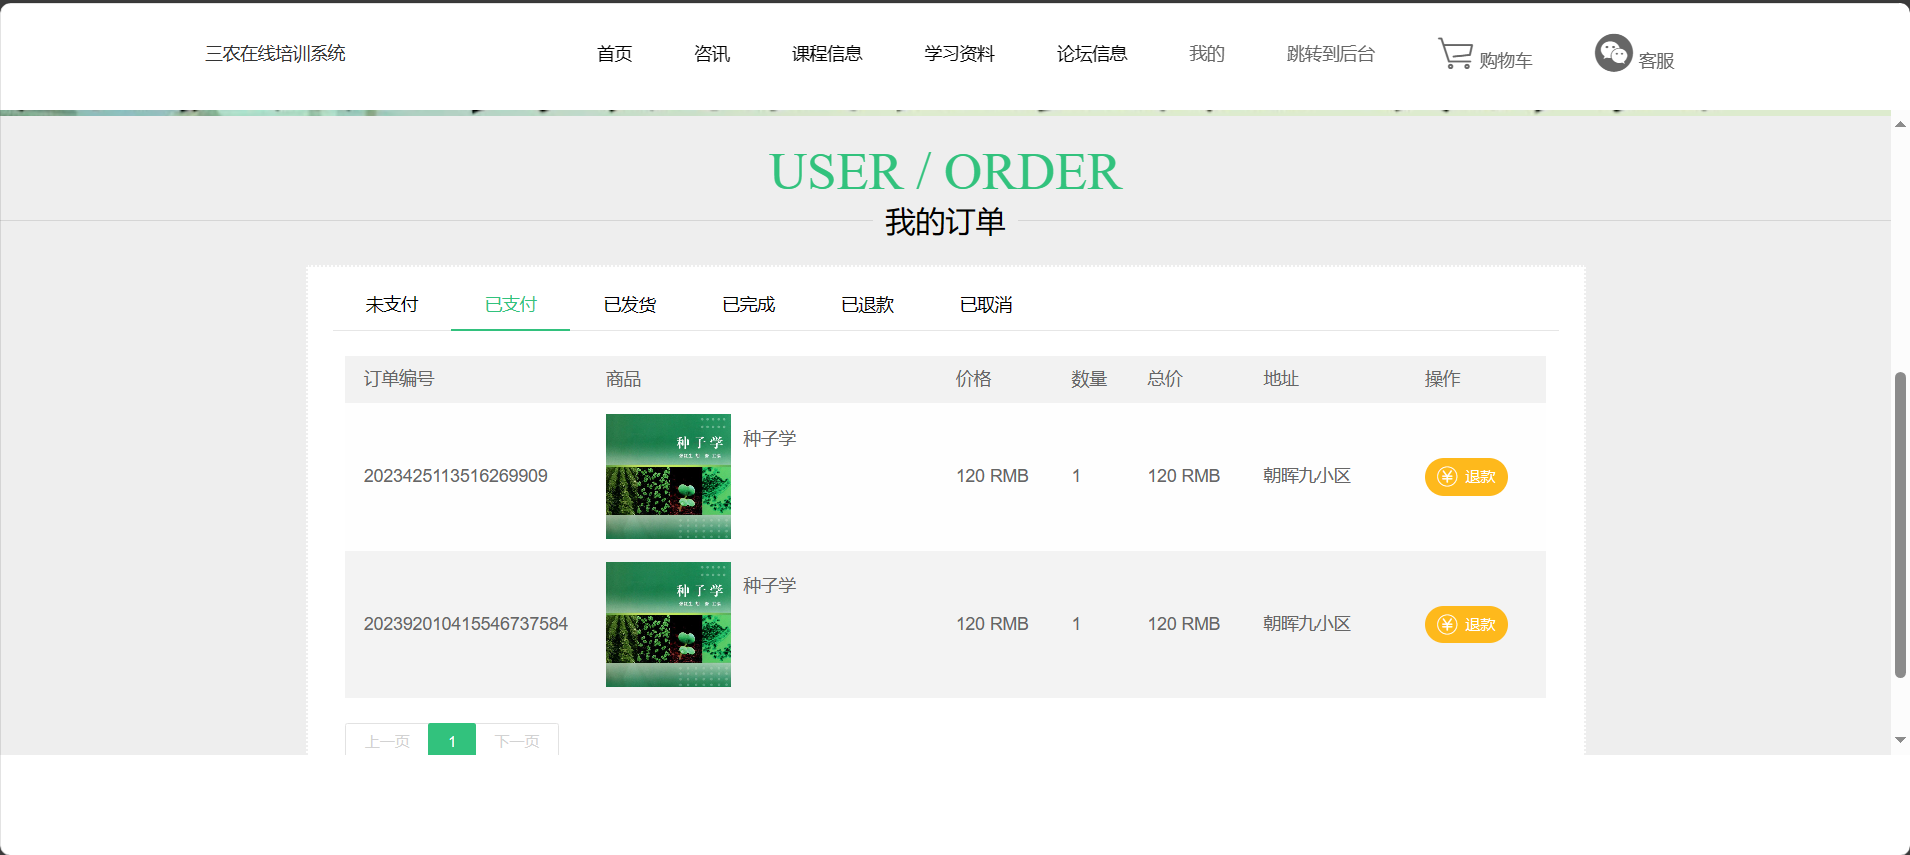 三农在线培训系统 首页 咨讯 课程信息 学习资料 论坛信息 我的 跳转到后台 购物车 客服
USER / ORDER
我的订单
未支付 已支付 已发货 已完成 已退款 已取消
订单编号 商品 价格 数量 总价 地址 操作
种子学
种子学
2023425113516269909 120 RMB 1 120 RMB 朝晖九小区 退款
种子学
种子学
202392010415546737584 120 RMB 1 120 RMB 朝晖九小区 退款
上一页 1 下一页